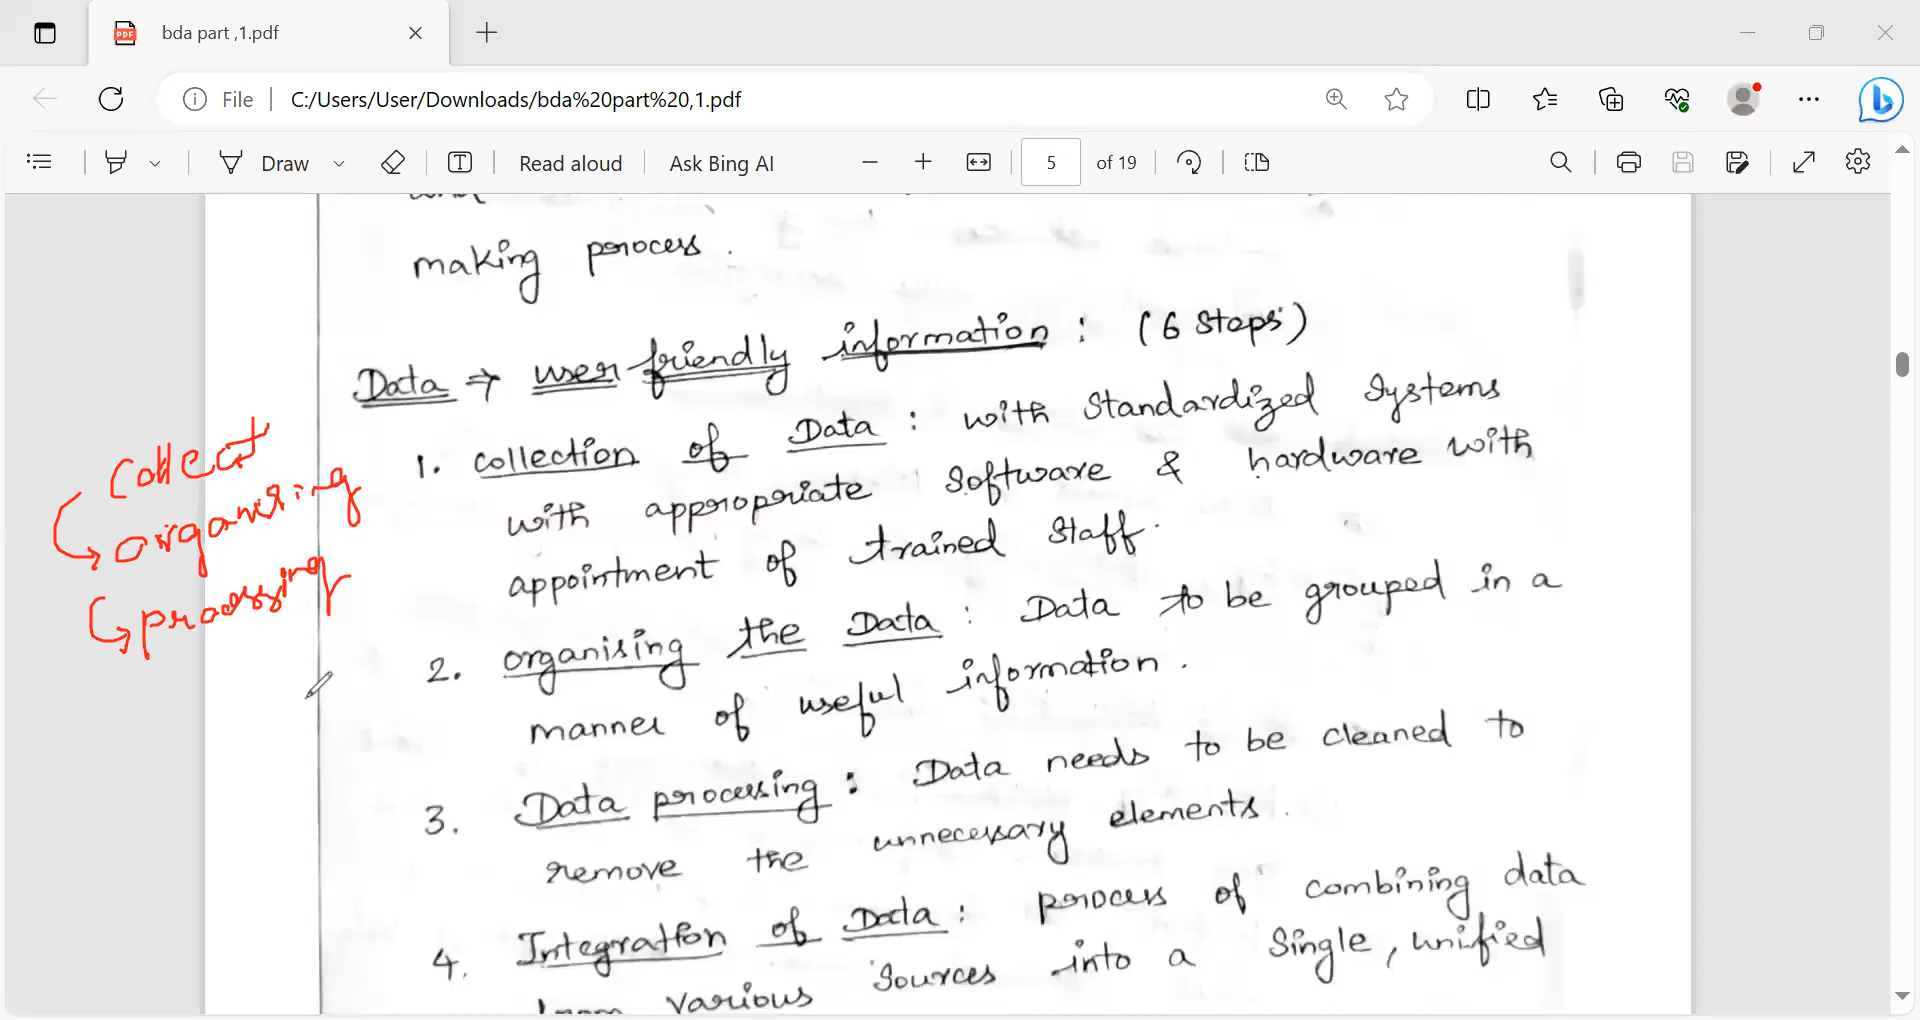 bda part ,1.pdf
File
C:/Users/User/Downloads/bda%20part%20,1.pdf
Draw
Read aloud
Ask Bing AI
5
of 19
making process.
Data ⇒ user-friendly information : (6 Steps)
1. collection of Data : with Standardized Systems
with appropriate Software & hardware with
appointment of trained Staff.
2. organising the Data : Data to be grouped in a
manner of useful information.
3. Data processing : Data needs to be cleaned to
remove the unnecessary elements.
4. Integration of Data : process of combining data
from various Sources into a Single, unified
Collect
organising
processing